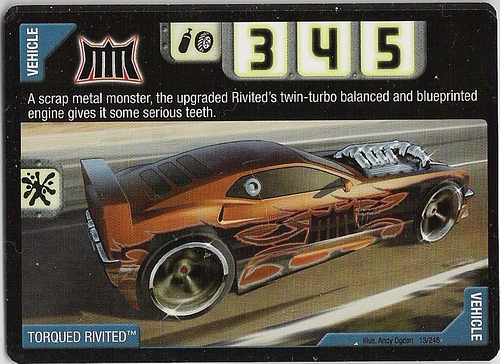 VEHICLE
3 4 5
A scrap metal monster, the upgraded Rivited's twin-turbo balanced and blueprinted
engine gives it some serious teeth.
TORQUED RIVITED™
Illus. Andy Ogden 13/246
VEHICLE